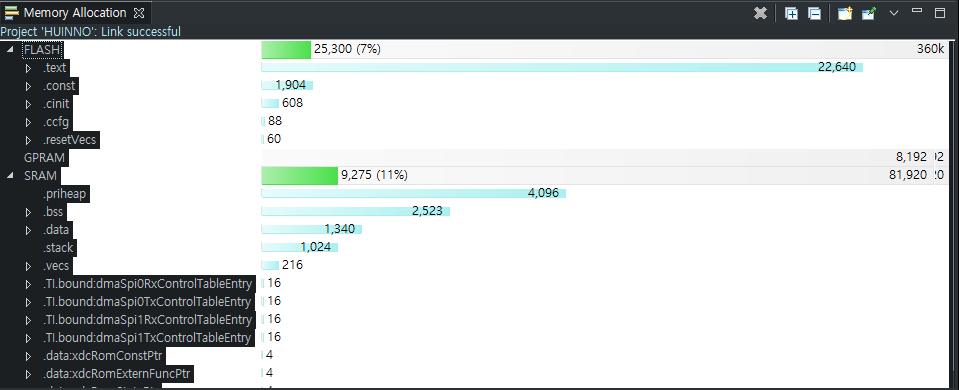 Memory Allocation
Project 'HUINNO': Link successful
FLASH 25,300 (7%) 360k
.text 22,640
.const 1,904
.cinit 608
.ccfg 88
.resetVecs 60
GPRAM 8,192
SRAM 9,275 (11%) 81,920
.priheap 4,096
.bss 2,523
.data 1,340
.stack 1,024
.vecs 216
.TI.bound:dmaSpi0RxControlTableEntry 16
.TI.bound:dmaSpi0TxControlTableEntry 16
.TI.bound:dmaSpi1RxControlTableEntry 16
.TI.bound:dmaSpi1TxControlTableEntry 16
.data:xdcRomConstPtr 4
.data:xdcRomExternFuncPtr 4